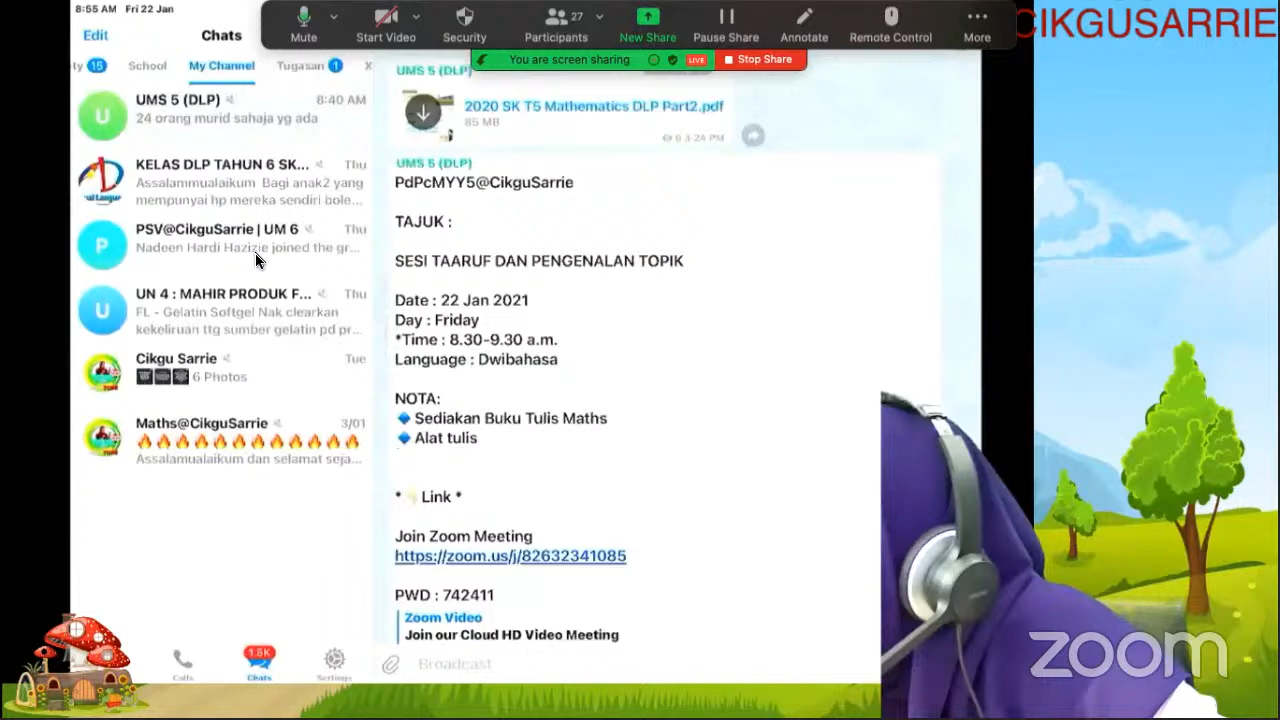 8:55 AM Fri 22 Jan
Mute
Start Video
Security
27
Participants
New Share
Pause Share
Annotate
Remote Control
More
You are screen sharing
LIVE
Stop Share
CIKGUSARRIE
Edit
Chats
15
School
My Channel
Tugasan 1
UMS 5 (DLP) 8:40 AM
24 orang murid sahaja yg ada
KELAS DLP TAHUN 6 SK... Thu
Assalammualaikum Bagi anak2 yang
mempunyai hp mereka sendiri bole...
P
PSV@CikguSarrie | UM 6 Thu
Nadeen Hardi Hazizie joined the gr...
U
UN 4 : MAHIR PRODUK F... Thu
FL - Gelatin Softgel Nak clearkan
kekeliruan ttg sumber gelatin pd pr...
Cikgu Sarrie Tue
6 Photos
Maths@CikguSarrie 3/01
Assalamualaikum dan selamat seja...
Calls
1.5K
Chats
Settings
UMS 5 (DLP)
2020 SK T5 Mathematics DLP Part2.pdf
85 MB
6 3:24 PM
UMS 5 (DLP)
PdPcMYY5@CikguSarrie
TAJUK :
SESI TAARUF DAN PENGENALAN TOPIK
Date : 22 Jan 2021
Day : Friday
*Time : 8.30-9.30 a.m.
Language : Dwibahasa
NOTA:
Sediakan Buku Tulis Maths
Alat tulis
* Link *
Join Zoom Meeting
https://zoom.us/j/82632341085
PWD : 742411
Zoom Video
Join our Cloud HD Video Meeting
Broadcast
zoom